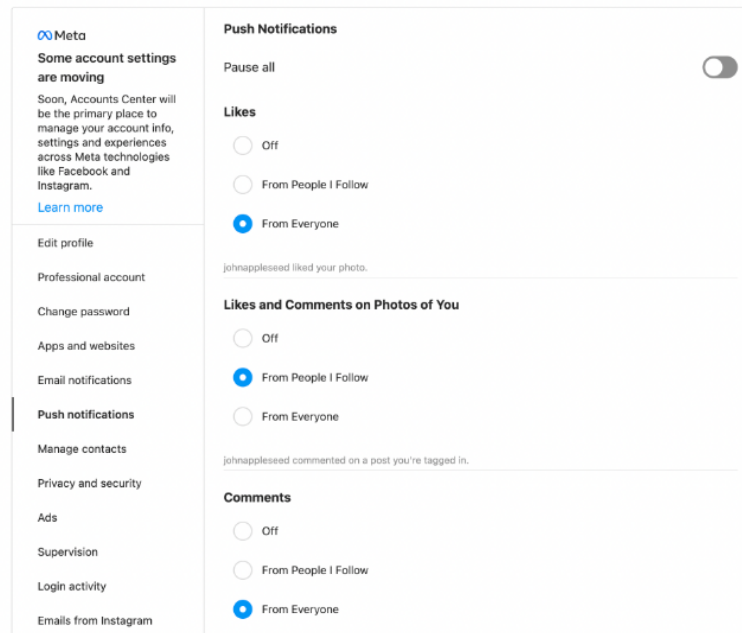 Meta
Some account settings
are moving
Soon, Accounts Center will
be the primary place to
manage your account info,
settings and experiences
across Meta technologies
like Facebook and
Instagram.
Learn more
Edit profile
Professional account
Change password
Apps and websites
Email notifications
Push notifications
Manage contacts
Privacy and security
Ads
Supervision
Login activity
Emails from Instagram
Push Notifications
Pause all
Likes
Off
From People I Follow
From Everyone
johnappleseed liked your photo.
Likes and Comments on Photos of You
Off
From People I Follow
From Everyone
johnappleseed commented on a post you're tagged in.
Comments
Off
From People I Follow
From Everyone